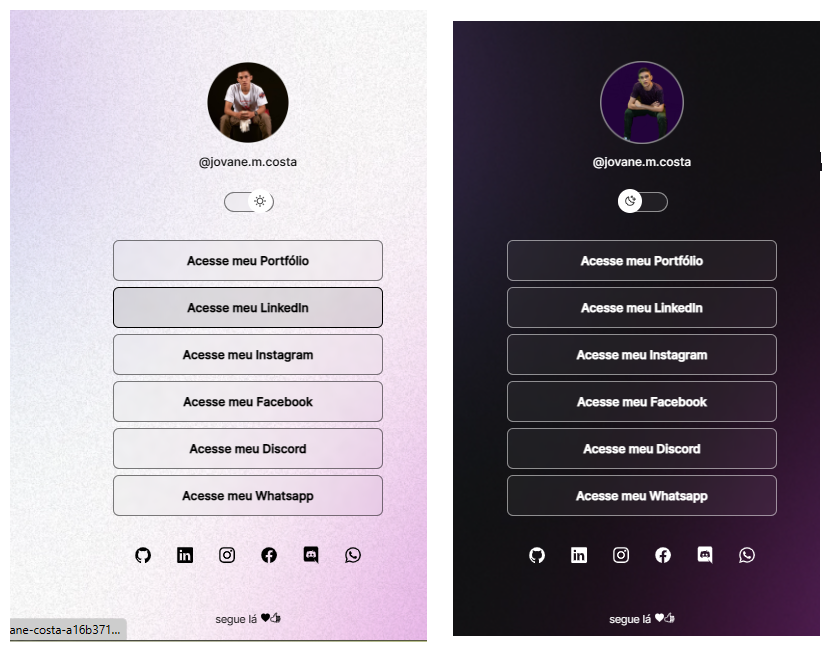 @jovane.m.costa
Acesse meu Portfólio
Acesse meu LinkedIn
Acesse meu Instagram
Acesse meu Facebook
Acesse meu Discord
Acesse meu Whatsapp
segue lá
ane-costa-a16b371...
@jovane.m.costa
Acesse meu Portfólio
Acesse meu LinkedIn
Acesse meu Instagram
Acesse meu Facebook
Acesse meu Discord
Acesse meu Whatsapp
segue lá